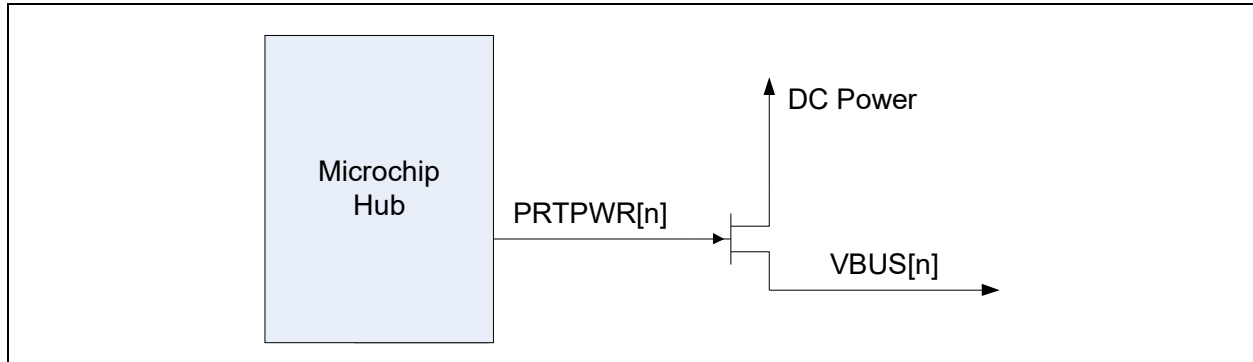 Microchip
Hub
PRTPWR[n]
DC Power
VBUS[n]